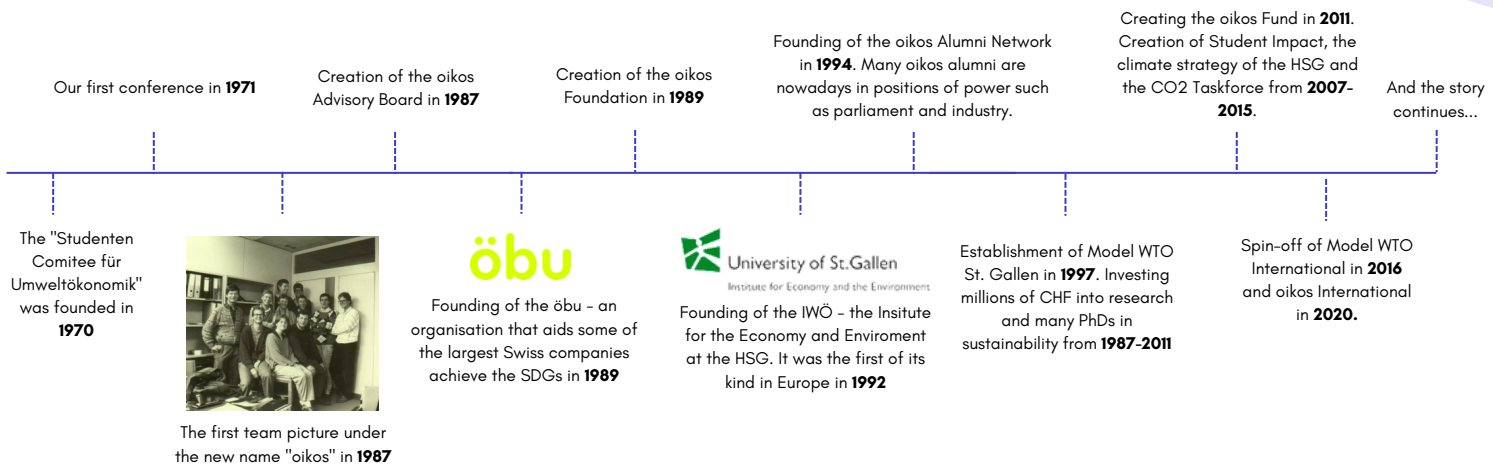 Our first conference in 1971
Creation of the oikos
Advisory Board in 1987
Creation of the oikos
Foundation in 1989
Founding of the oikos Alumni Network
in 1994. Many oikos alumni are
nowadays in positions of power such
as parliament and industry.
Creating the oikos Fund in 2011.
Creation of Student Impact, the
climate strategy of the HSG and
the CO2 Taskforce from 2007-
2015.
And the story
continues...
The "Studenten
Comitee für
Umweltökonomik"
was founded in
1970
The first team picture under
the new name "oikos" in 1987
öbu
Founding of the öbu - an
organisation that aids some of
the largest Swiss companies
achieve the SDGs in 1989
University of St.Gallen
Institute for Economy and the Environment
Founding of the IWÖ - the Insitute
for the Economy and Enviroment
at the HSG. It was the first of its
kind in Europe in 1992
Establishment of Model WTO
St. Gallen in 1997. Investing
millions of CHF into research
and many PhDs in
sustainability from 1987-2011
Spin-off of Model WTO
International in 2016
and oikos International
in 2020.